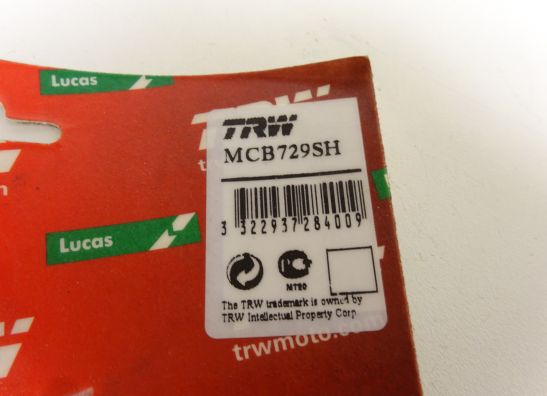 Lucas
TRW
MCB729SH
3 322937 284009
Lucas
MT20
The TRW trademark is owned by
TRW Intellectual Property Corp
trwmoto.com